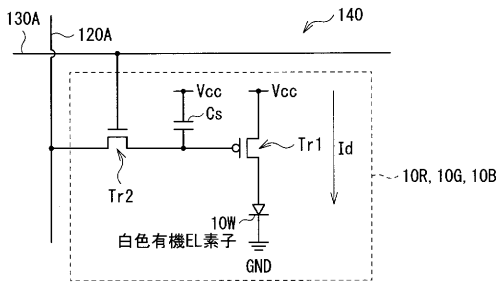 140
130A
120A
Vcc
Vcc
Cs
Tr1
Id
Tr2
10R, 10G, 10B
10W
白色有機EL素子
GND